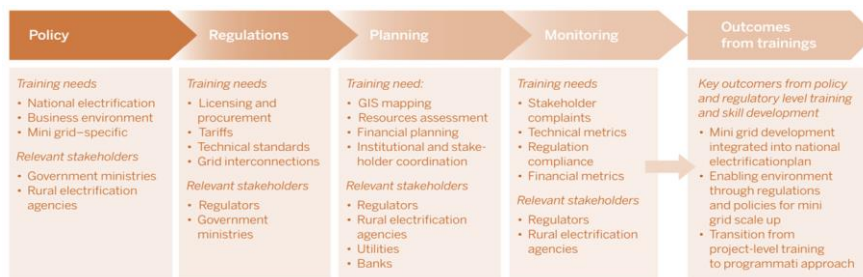 Policy
Training needs
• National electrification
• Business environment
• Mini grid–specific
Relevant stakeholders
• Government ministries
• Rural electrification
agencies
Regulations
Training needs
• Licensing and
procurement
• Tariffs
• Technical standards
• Grid interconnections
Relevant stakeholders
• Regulators
• Government
ministries
Planning
Training need:
• GIS mapping
• Resources assessment
• Financial planning
• Institutional and stake-
holder coordination
Relevant stakeholders
• Regulators
• Rural electrification
agencies
• Utilities
• Banks
Monitoring
Training needs
• Stakeholder
complaints
• Technical metrics
• Regulation
compliance
• Financial metrics
Relevant stakeholders
• Regulators
• Rural electrification
agencies
Outcomes
from trainings
Key outcomes from policy
and regulatory level training
and skill development
• Mini grid development
integrated into national
electrificationplan
• Enabling environment
through regulations
and policies for mini
grid scale up
• Transition from
project-level training
to programmati approach